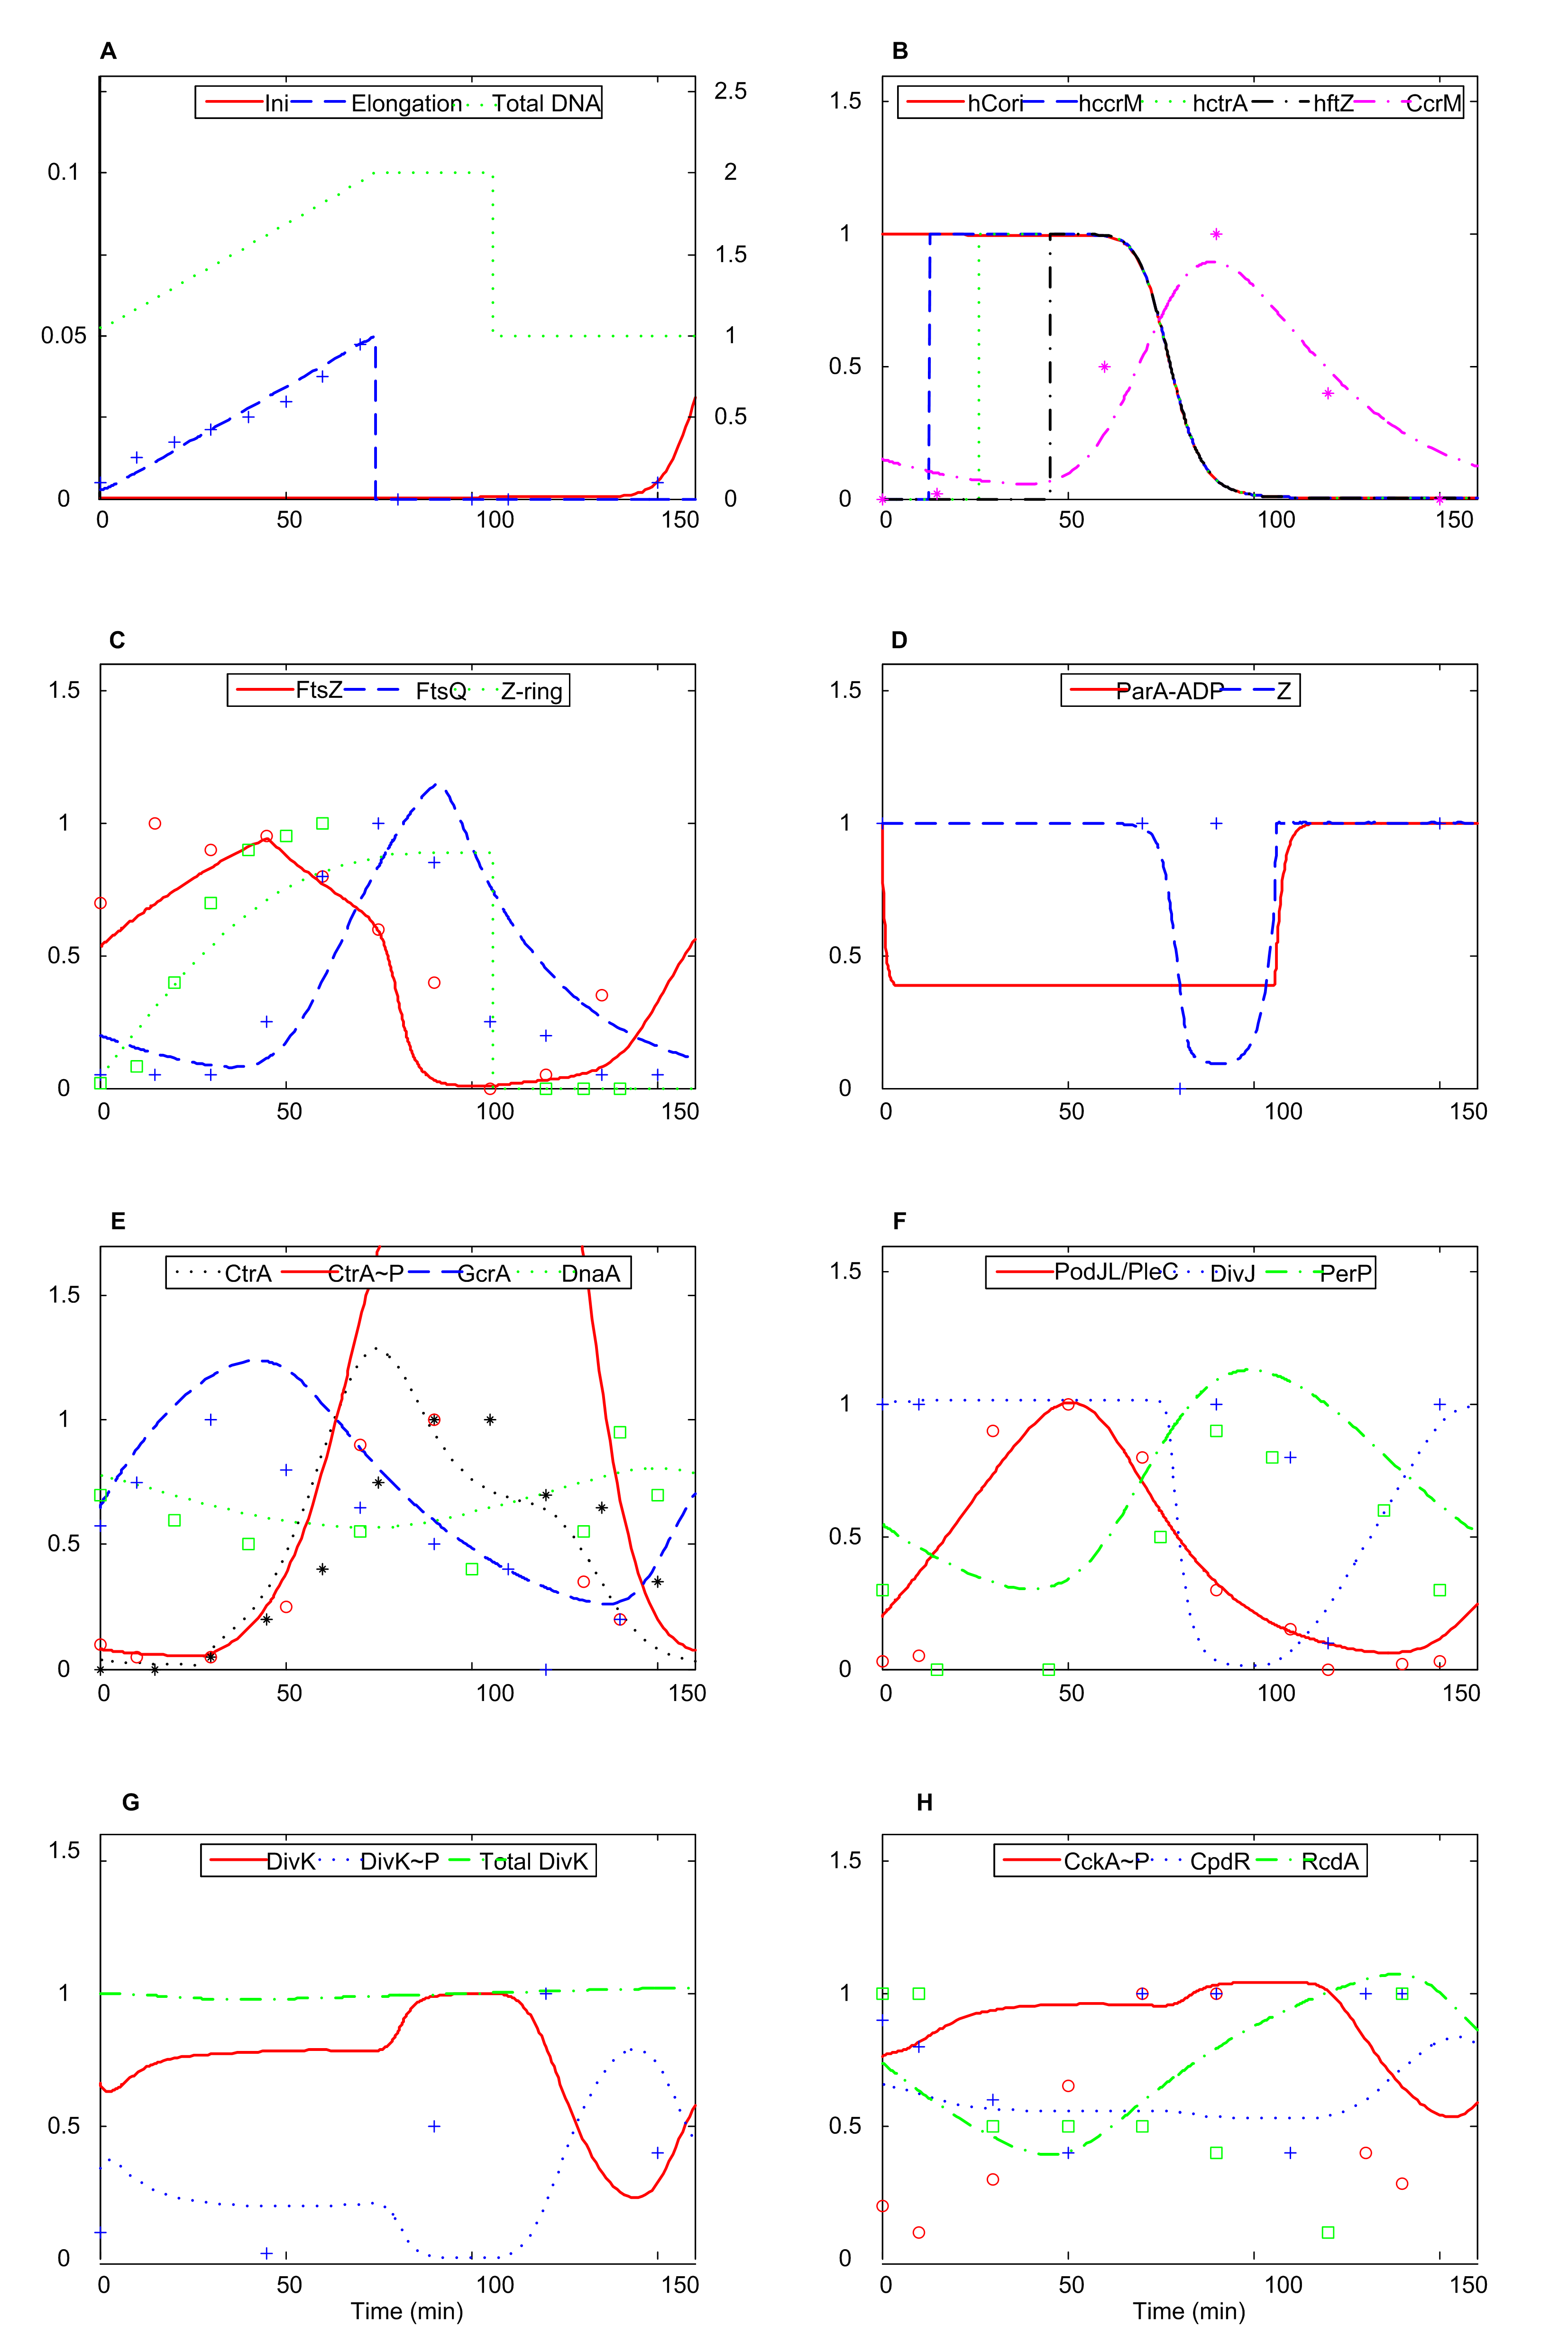 A
Ini Elongation Total DNA
0.1
0.05
0
2.5
2
1.5
1
0.5
0
0 50 100 150
B
hCori hccrM hctrA hftZ CcrM
1.5
1
0.5
0
0 50 100 150
C
FtsZ FtsQ Z-ring
1.5
1
0.5
0
0 50 100 150
D
ParA-ADP Z
1.5
1
0.5
0
0 50 100 150
E
CtrA CtrA~P GcrA DnaA
1.5
1
0.5
0
0 50 100 150
F
PodJL/PleC DivJ PerP
1.5
1
0.5
0
0 50 100 150
G
DivK DivK~P Total DivK
1.5
1
0.5
0
0 50 100 150
Time (min)
H
CckA~P CpdR RcdA
1.5
1
0.5
0
0 50 100 150
Time (min)